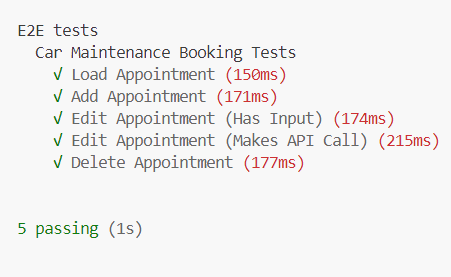 E2E tests
Car Maintenance Booking Tests
√ Load Appointment (150ms)
√ Add Appointment (171ms)
√ Edit Appointment (Has Input) (174ms)
√ Edit Appointment (Makes API Call) (215ms)
√ Delete Appointment (177ms)
5 passing (1s)